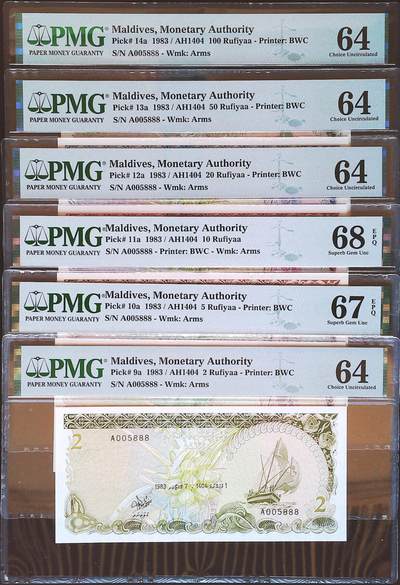 PMG
PAPER MONEY GUARANTY
Maldives, Monetary Authority
Pick# 14a 1983 / AH1404 100 Rufiyaa - Printer: BWC
S/N A005888 - Wmk: Arms
64
Choice Uncirculated
PMG
PAPER MONEY GUARANTY
Maldives, Monetary Authority
Pick# 13a 1983 / AH1404 50 Rufiyaa - Printer: BWC
S/N A005888 - Wmk: Arms
64
Choice Uncirculated
PMG
PAPER MONEY GUARANTY
Maldives, Monetary Authority
Pick# 12a 1983 / AH1404 20 Rufiyaa - Printer: BWC
S/N A005888 - Wmk: Arms
64
Choice Uncirculated
PMG
PAPER MONEY GUARANTY
Maldives, Monetary Authority
Pick# 11a 1983 / AH1404 10 Rufiyaa
S/N A005888 - Printer: BWC - Wmk: Arms
68 EPQ
Superb Gem Unc
PMG
PAPER MONEY GUARANTY
Maldives, Monetary Authority
Pick# 10a 1983 / AH1404 5 Rufiyaa - Printer: BWC
S/N A005888 - Wmk: Arms
67 EPQ
Superb Gem Unc
PMG
PAPER MONEY GUARANTY
Maldives, Monetary Authority
Pick# 9a 1983 / AH1404 2 Rufiyaa - Printer: BWC
S/N A005888 - Wmk: Arms
64
Choice Uncirculated
2
A005888
1983
1404
A005888
2